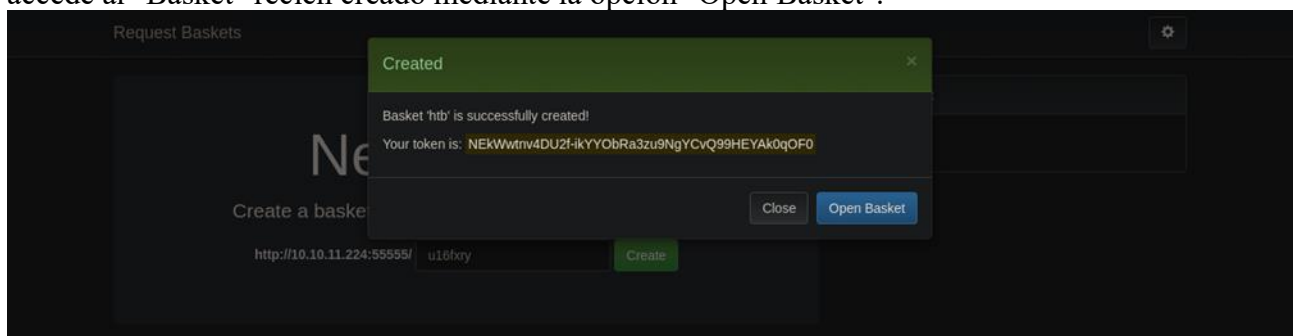 accede al "Basket" recién creado mediante la opción "Open Basket".
Request Baskets
Created ×
Basket 'htb' is successfully created!
Your token is: NEkWwtnv4DU2f-ikYYObRa3zu9NgYCvQ99HEYAk0qOF0
Ne
Close Open Basket
Create a baske
http://10.10.11.224:55555/ u16fxry Create